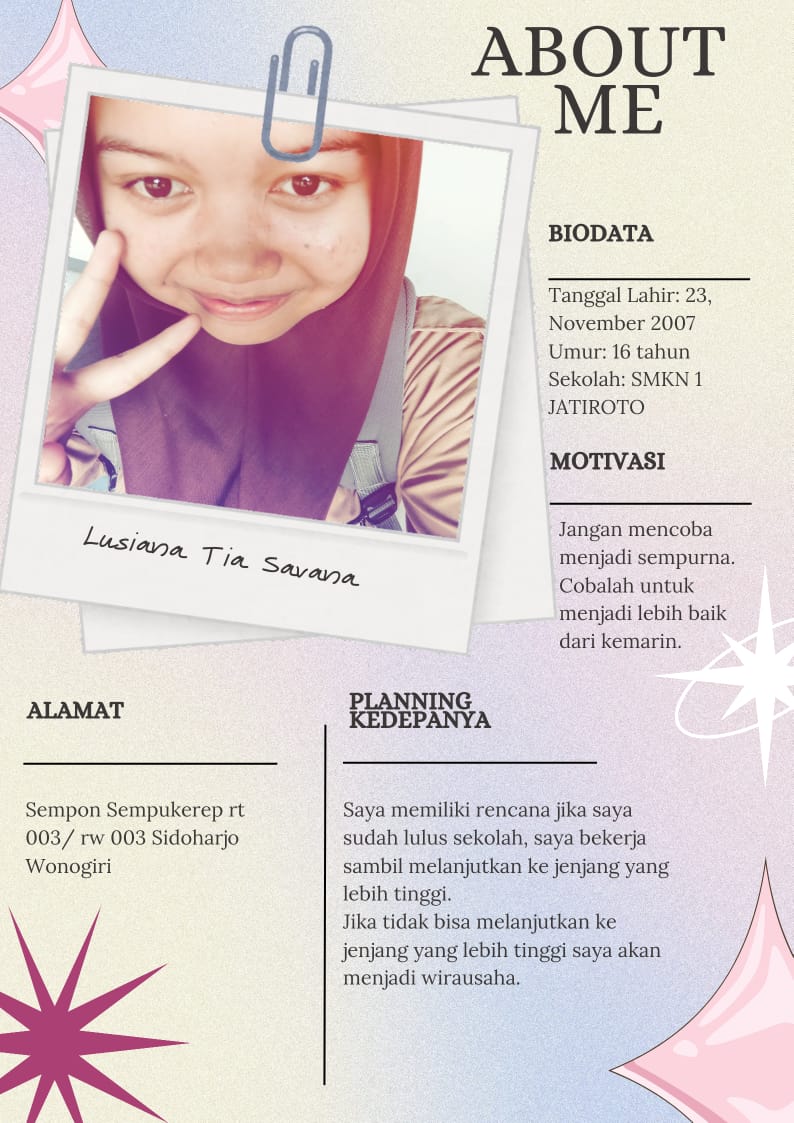 ABOUT
ME
Lusiana Tia Savana
BIODATA
Tanggal Lahir: 23,
November 2007
Umur: 16 tahun
Sekolah: SMKN 1
JATIROTO
MOTIVASI
Jangan mencoba
menjadi sempurna.
Cobalah untuk
menjadi lebih baik
dari kemarin.
ALAMAT
Sempon Sempukerep rt
003/ rw 003 Sidoharjo
Wonogiri
PLANNING
KEDEPANYA
Saya memiliki rencana jika saya
sudah lulus sekolah, saya bekerja
sambil melanjutkan ke jenjang yang
lebih tinggi.
Jika tidak bisa melanjutkan ke
jenjang yang lebih tinggi saya akan
menjadi wirausaha.